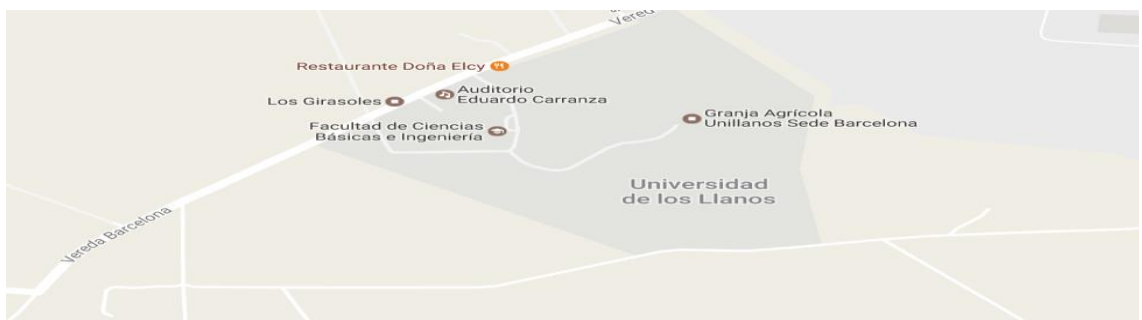 Vered
Restaurante Doña Elcy
Auditorio
Eduardo Carranza
Los Girasoles
Granja Agrícola
Unillanos Sede Barcelona
Facultad de Ciencias
Básicas e Ingeniería
Universidad
de los Llanos
Vereda Barcelona